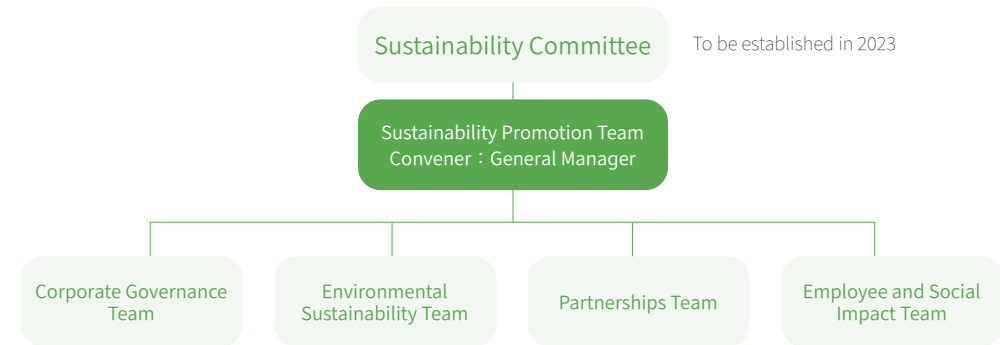 Sustainability Committee
To be established in 2023
Sustainability Promotion Team
Convener：General Manager
Corporate Governance
Team
Environmental
Sustainability Team
Partnerships Team
Employee and Social
Impact Team